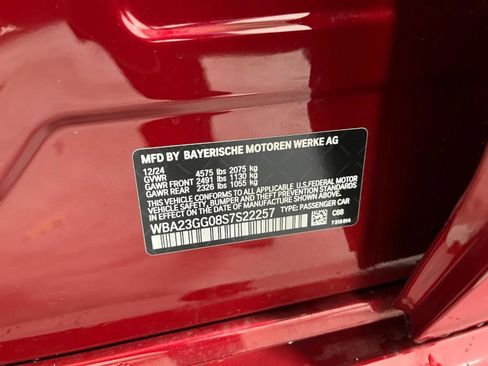 MFD BY BAYERISCHE MOTOREN WERKE AG
12/24
GVWR 4575 lbs 2075 kg
GAWR FRONT 2491 lbs 1130 kg
GAWR REAR 2326 lbs 1055 kg
THIS VEHICLE CONFORMS TO ALL APPLICABLE U.S.FEDERAL MOTOR
VEHICLE SAFETY, BUMPER, AND THEFT PREVENTION STANDARDS
IN EFFECT ON THE DATE OF MANUFACTURE SHOWN ABOVE.
WBA23GG08S7S22257 TYPE: PASSENGER CAR